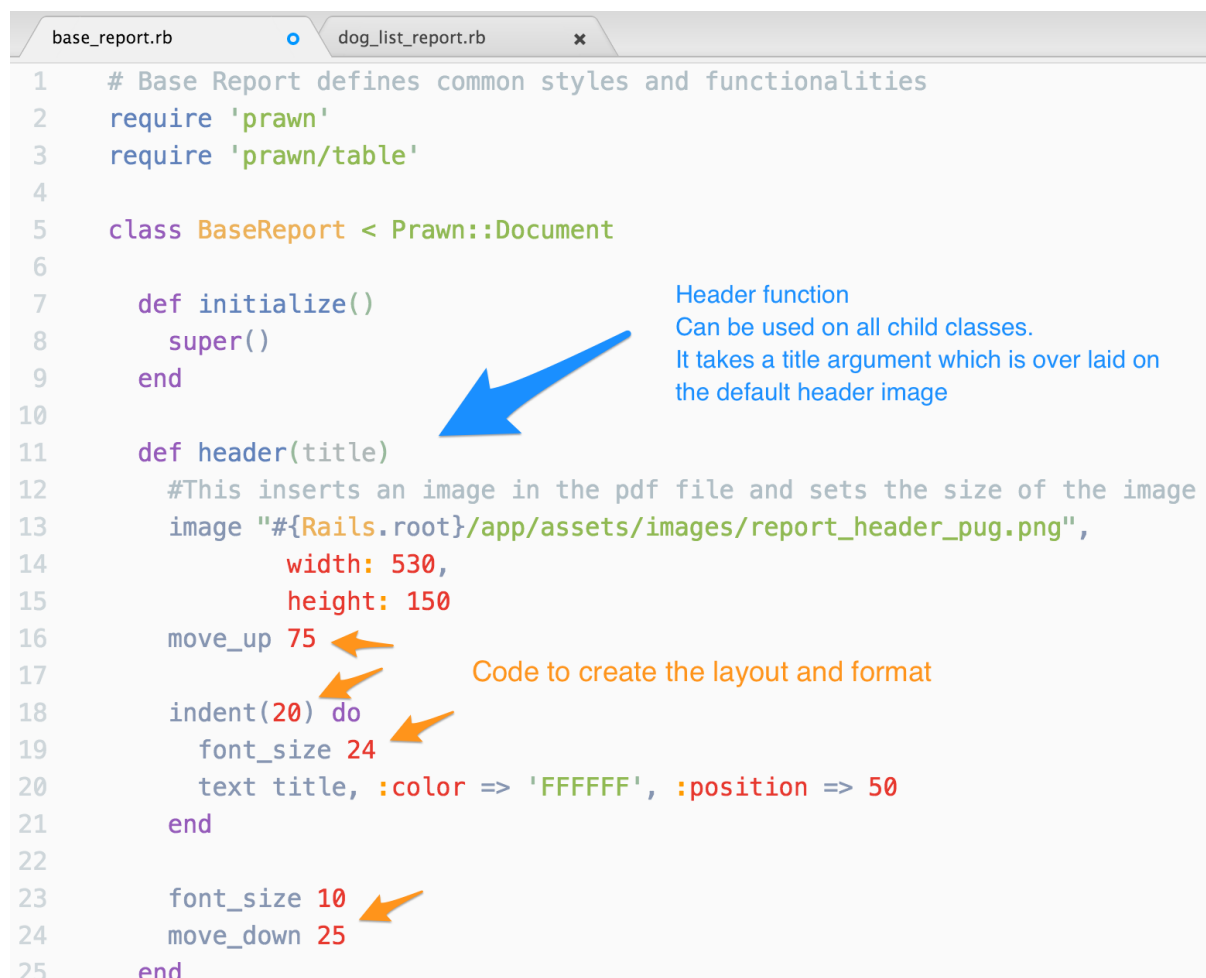 base_report.rb
dog_list_report.rb
1 # Base Report defines common styles and functionalities
2 require 'prawn'
3 require 'prawn/table'
4
5 class BaseReport < Prawn::Document
6
7 def initialize()
8 super()
9 end
10
11 def header(title)
12 #This inserts an image in the pdf file and sets the size of the image
13 image "#{Rails.root}/app/assets/images/report_header_pug.png",
14 width: 530,
15 height: 150
16 move_up 75
17
18 indent(20) do
19 font_size 24
20 text title, :color => 'FFFFFF', :position => 50
21 end
22
23 font_size 10
24 move_down 25
25 end
Header function
Can be used on all child classes.
It takes a title argument which is over laid on
the default header image
Code to create the layout and format